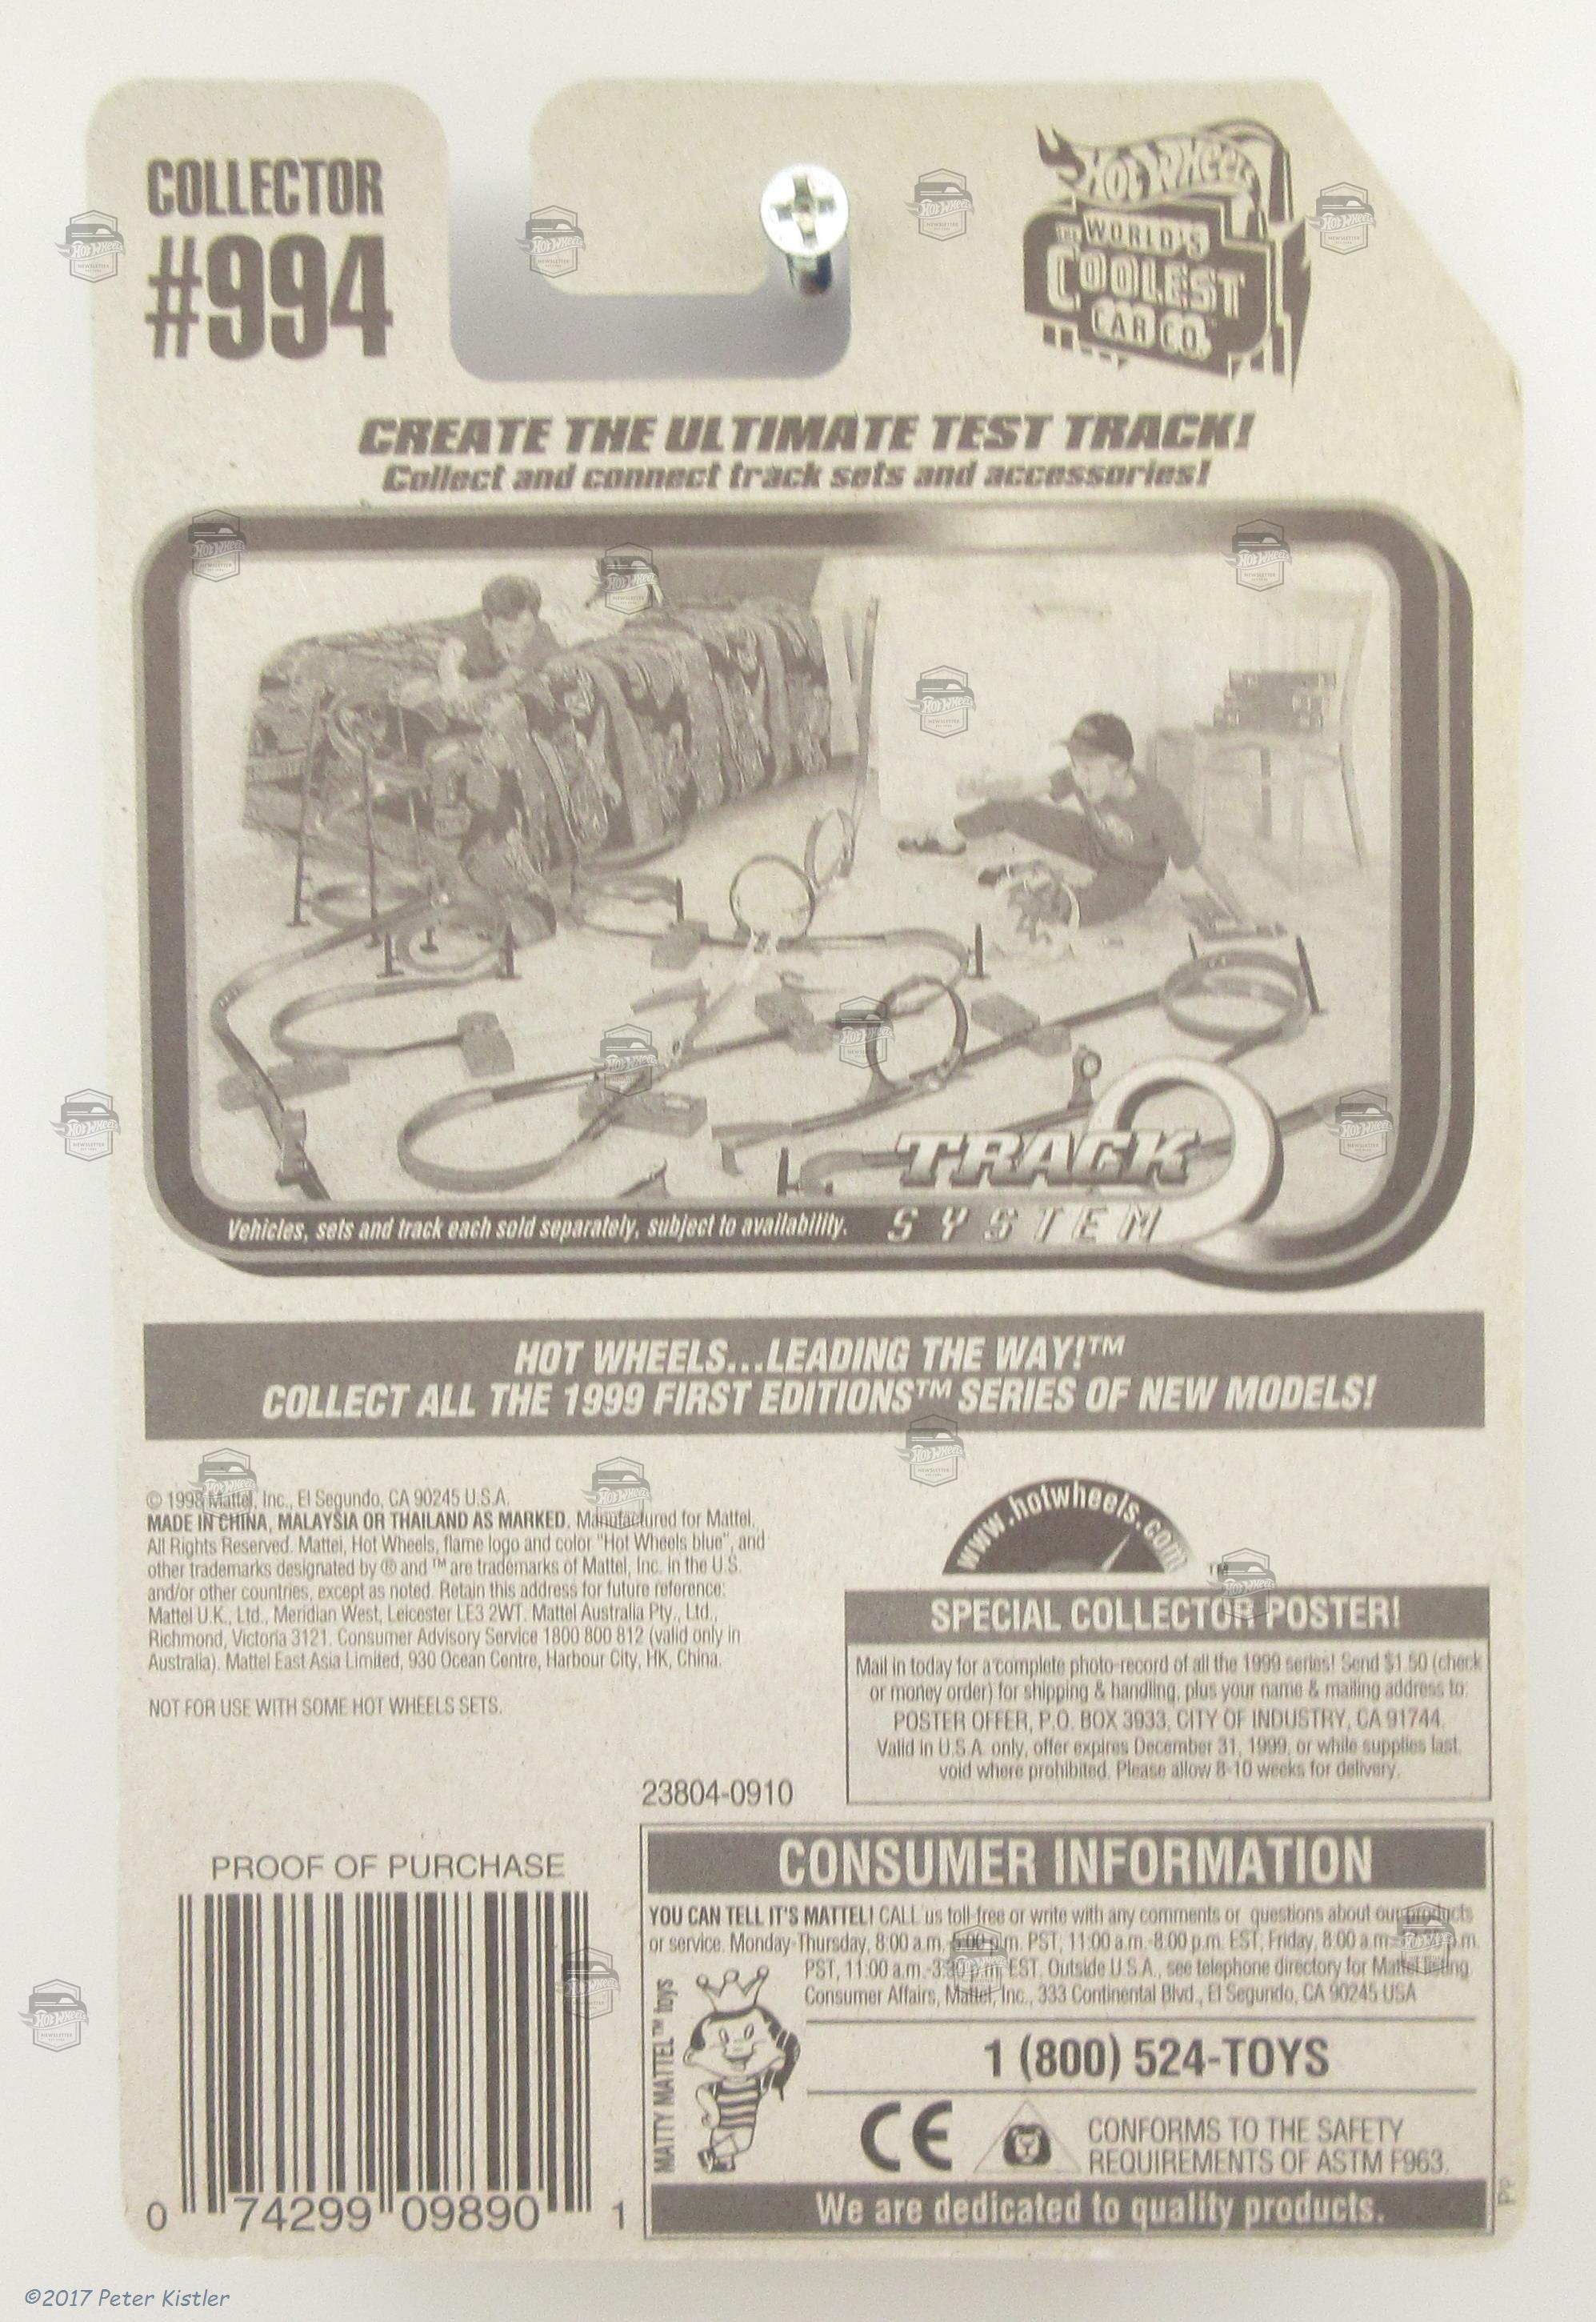 COLLECTOR
#994
HOT WHEELS
THE WORLD'S
COOLEST
CAR CO.™
CREATE THE ULTIMATE TEST TRACK!
Collect and connect track sets and accessories!
TRACK
SYSTEM
Vehicles, sets and track each sold separately, subject to availability.
HOT WHEELS...LEADING THE WAY!™
COLLECT ALL THE 1999 FIRST EDITIONS™ SERIES OF NEW MODELS!
© 1998 Mattel, Inc., El Segundo, CA 90245 U.S.A.
MADE IN CHINA, MALAYSIA OR THAILAND AS MARKED. Manufactured for Mattel.
All Rights Reserved. Mattel, Hot Wheels, flame logo and color "Hot Wheels blue", and
other trademarks designated by ® and ™ are trademarks of Mattel, Inc. in the U.S.
and/or other countries, except as noted. Retain this address for future reference:
Mattel U.K., Ltd., Meridian West, Leicester LE3 2WT. Mattel Australia Pty., Ltd.,
Richmond, Victoria 3121. Consumer Advisory Service 1800 800 812 (valid only in
Australia). Mattel East Asia Limited, 930 Ocean Centre, Harbour City, HK, China.
NOT FOR USE WITH SOME HOT WHEELS SETS.
23804-0910
www.hotwheels.com
™
SPECIAL COLLECTOR POSTER!
Mail in today for a complete photo-record of all the 1999 series! Send $1.50 (check
or money order) for shipping & handling, plus your name & mailing address to:
POSTER OFFER, P.O. BOX 3933, CITY OF INDUSTRY, CA 91744.
Valid in U.S.A. only, offer expires December 31, 1999, or while supplies last,
void where prohibited. Please allow 8-10 weeks for delivery.
PROOF OF PURCHASE
0 74299 09890 1
CONSUMER INFORMATION
YOU CAN TELL IT'S MATTEL! CALL us toll-free or write with any comments or questions about our products
or service. Monday-Thursday, 8:00 a.m.-5:00 p.m. PST, 11:00 a.m.-8:00 p.m. EST, Friday, 8:00 a.m. p.m.
PST, 11:00 a.m.-3:30 p.m. EST. Outside U.S.A., see telephone directory for Mattel listing.
Consumer Affairs, Mattel, Inc., 333 Continental Blvd., El Segundo, CA 90245 USA
MATTY MATTEL™ toys
1 (800) 524-TOYS
CE
CONFORMS TO THE SAFETY
REQUIREMENTS OF ASTM F963.
We are dedicated to quality products.
PP
©2017 Peter Kistler